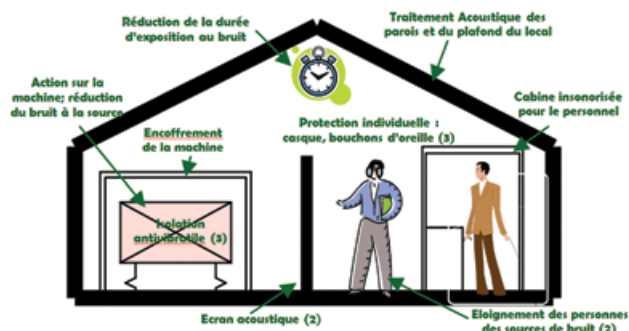 Réduction de la durée
d'exposition au bruit
Traitement Acoustique des
parois et du plafond du local
Action sur la
machine; réduction
du bruit à la source
Cabine insonorisée
pour le personnel
Protection individuelle :
casque, bouchons d'oreille (3)
Encoffrement
de la machine
Isolation
antivibratile (3)
Ecran acoustique (2)
Eloignement des personnes
des sources de bruit (2)